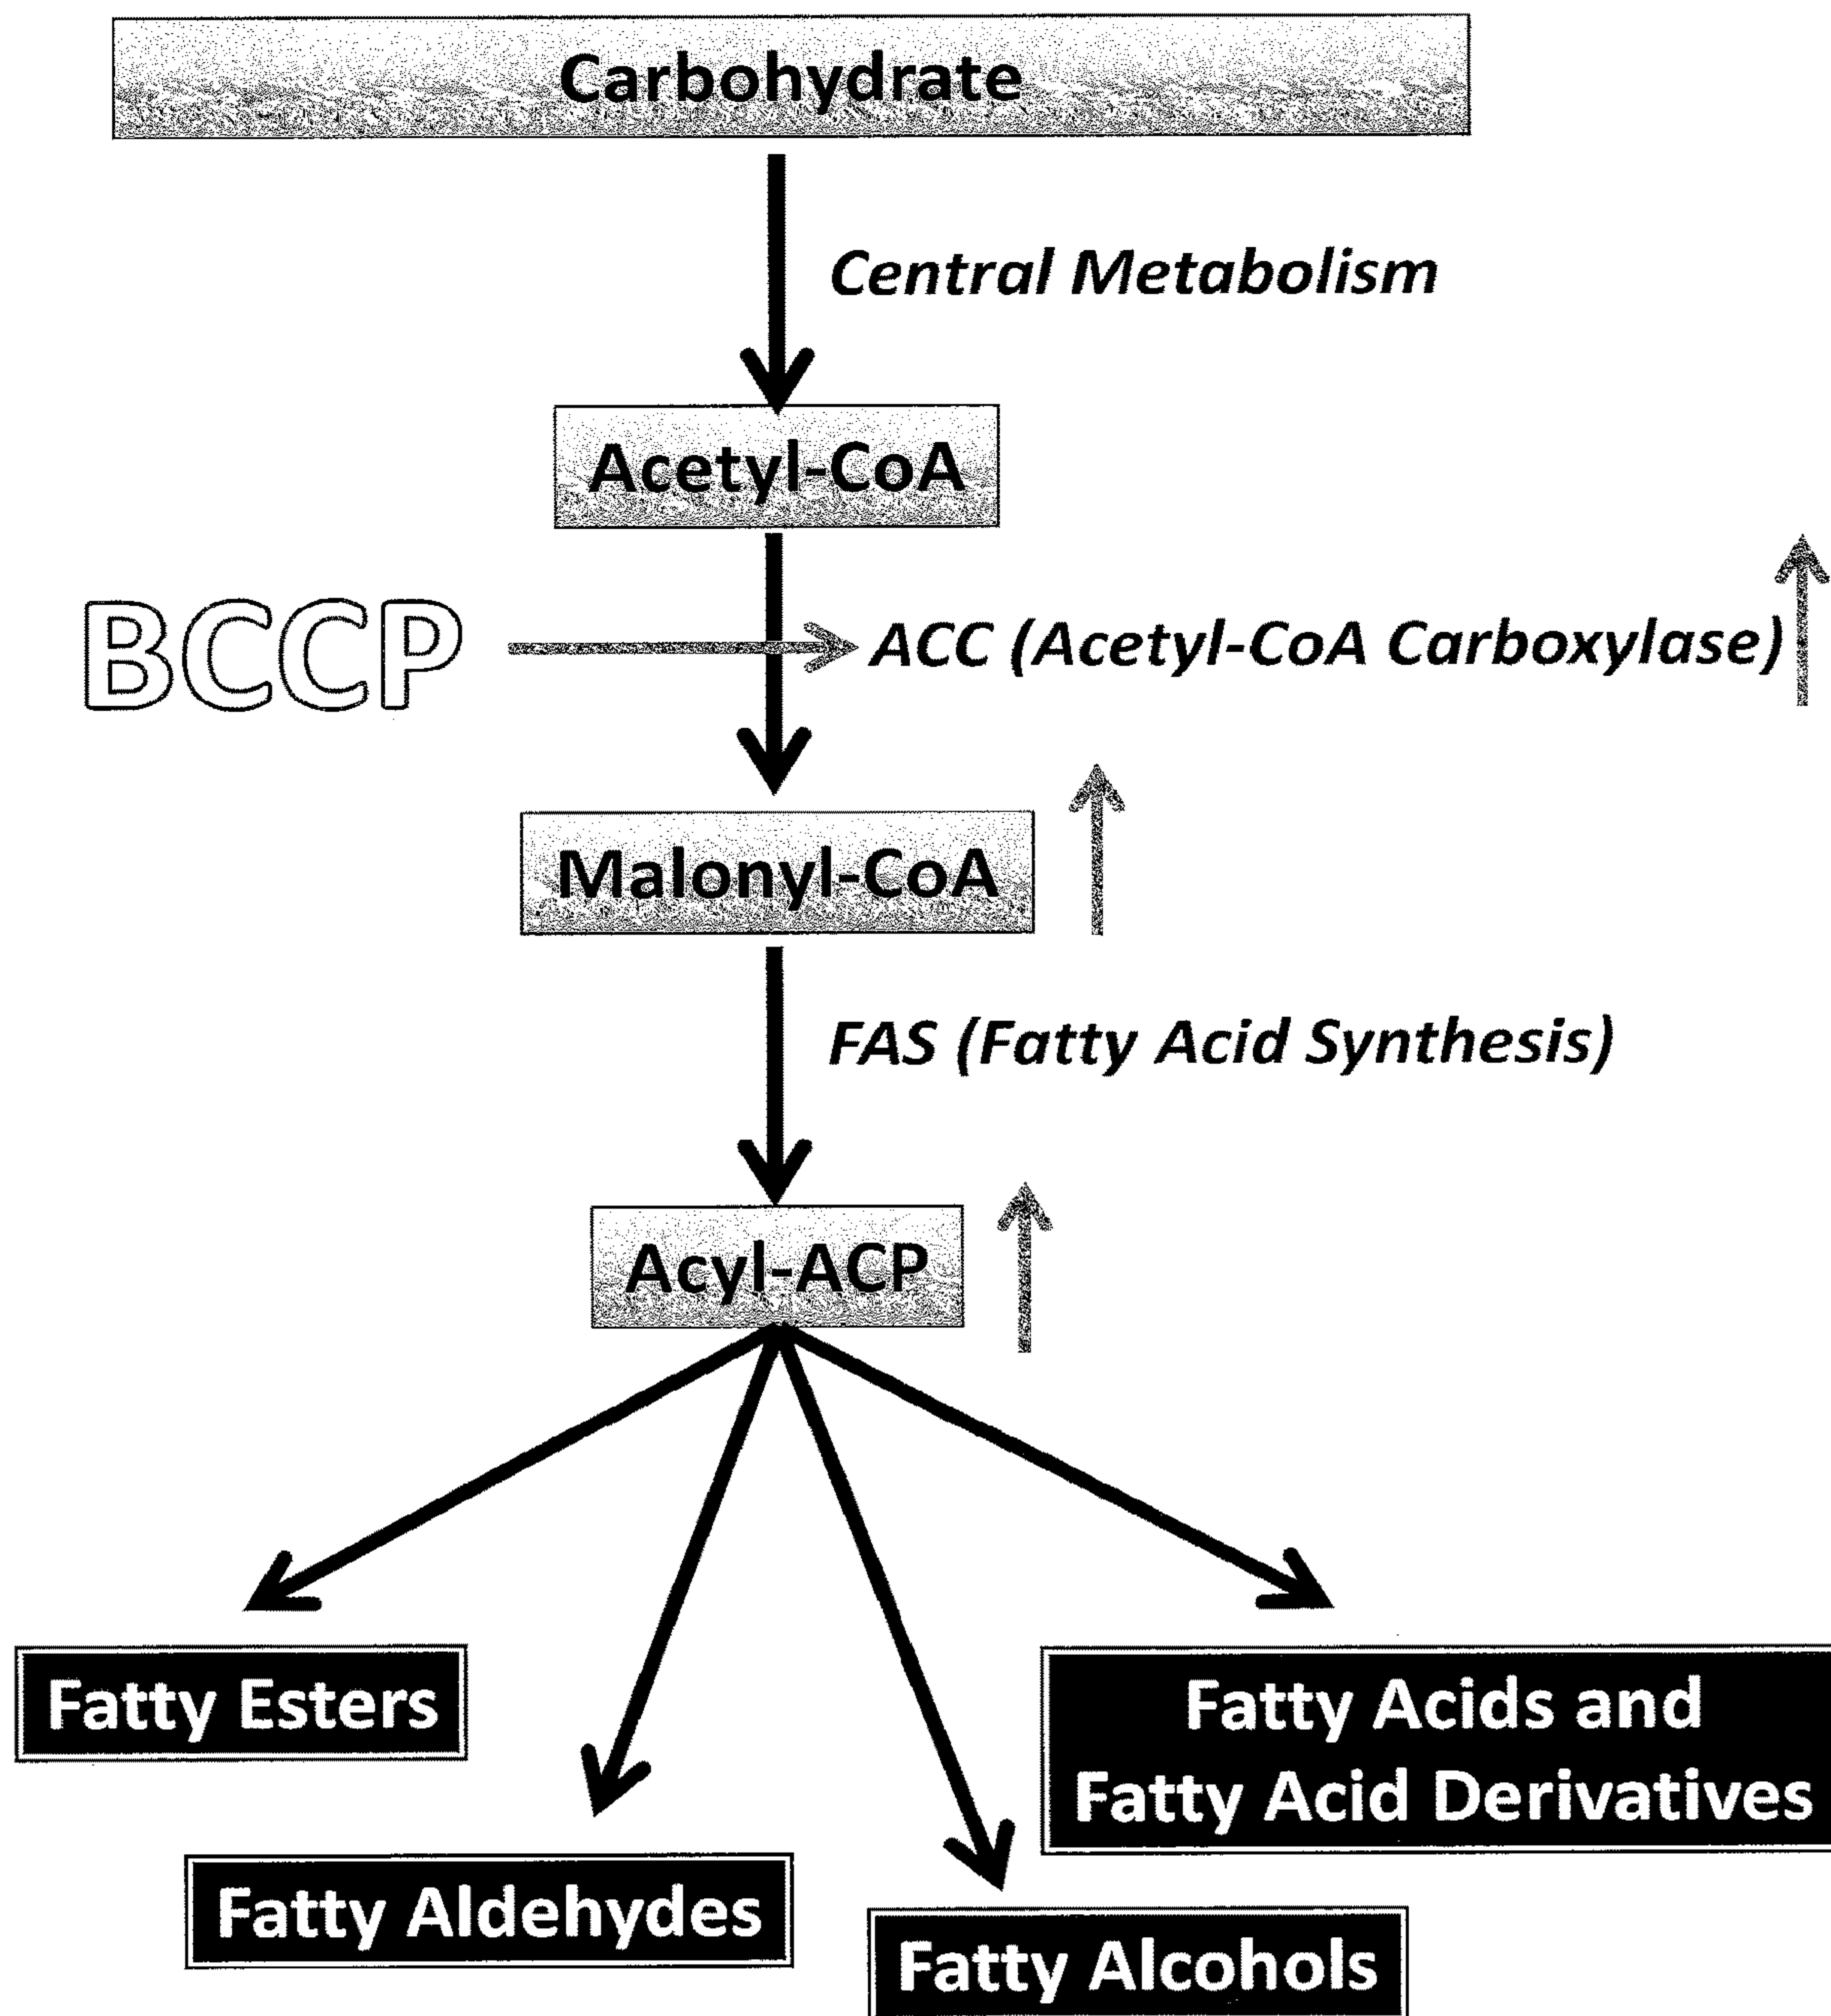 Carbohydrate
Central Metabolism
Acetyl-CoA
BCCP
ACC (Acetyl-CoA Carboxylase)
Malonyl-CoA
FAS (Fatty Acid Synthesis)
Acyl-ACP
Fatty Esters
Fatty Acids and
Fatty Acid Derivatives
Fatty Aldehydes
Fatty Alcohols